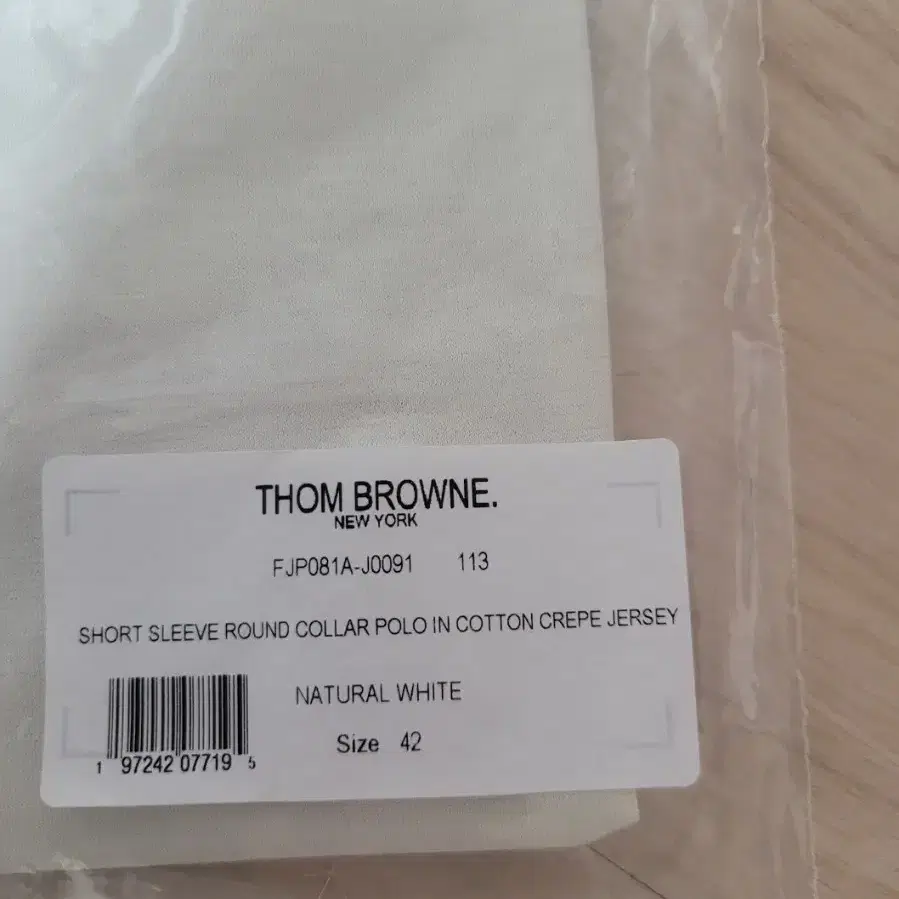 THOM BROWNE.
NEW YORK
FJP081A-J0091 113
SHORT SLEEVE ROUND COLLAR POLO IN COTTON CREPE JERSEY
NATURAL WHITE
Size 42
1 97242 07719 5